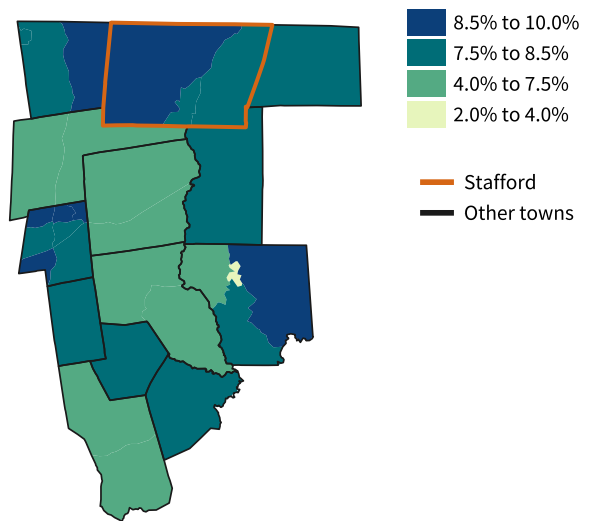 8.5% to 10.0%
7.5% to 8.5%
4.0% to 7.5%
2.0% to 4.0%
Stafford
Other towns